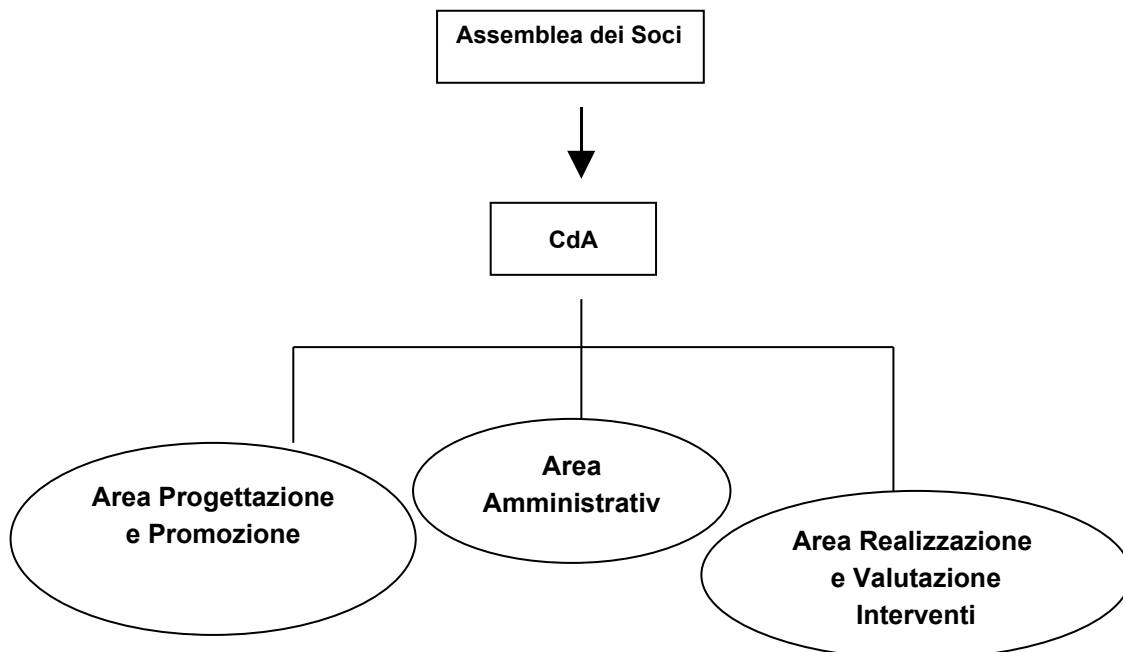 Assemblea dei Soci
CdA
Area Progettazione
e Promozione
Area
Amministrativ
Area Realizzazione
e Valutazione
Interventi